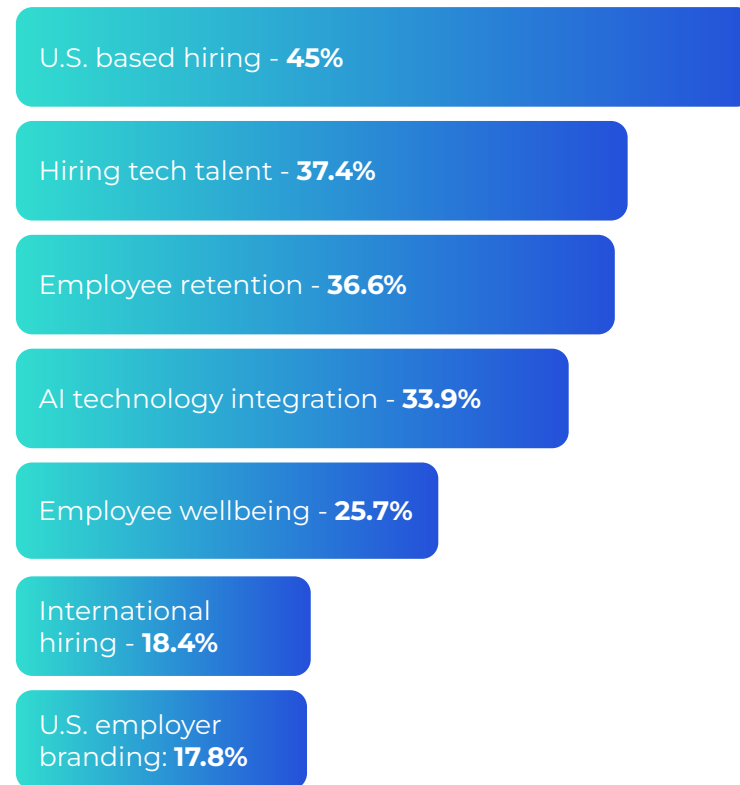 U.S. based hiring - 45%
Hiring tech talent - 37.4%
Employee retention - 36.6%
AI technology integration - 33.9%
Employee wellbeing - 25.7%
International
hiring - 18.4%
U.S. employer
branding: 17.8%